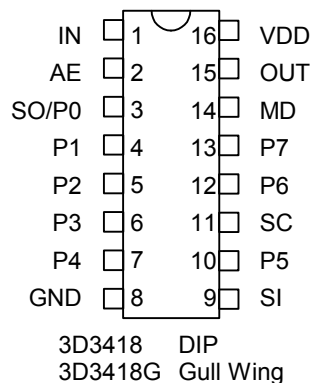 IN 1 16 VDD
AE 2 15 OUT
SO/P0 3 14 MD
P1 4 13 P7
P2 5 12 P6
P3 6 11 SC
P4 7 10 P5
GND 8 9 SI
3D3418 DIP
3D3418G Gull Wing